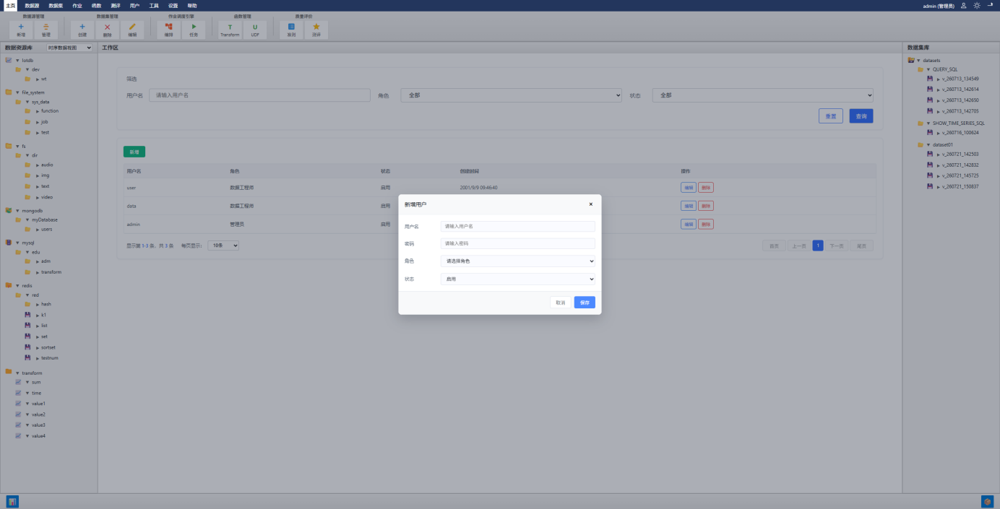 主页 数据源 数据集 作业 函数 测评 用户 工具 设置 帮助 admin (管理员)
数据源管理 数据集管理 作业调度引擎 函数管理 质量评价
新增 管理 创建 删除 编辑 编排 任务 Transform UDF 准则 测评
数据资源库 时序数据视图 工作区 数据集库
iotdb
dev
wt
file_system
sys_data
function
job
test
fs
dir
audio
img
text
video
mongodb
myDatabase
users
mysql
edu
adm
transform
redis
red
hash
k1
list
set
sortset
testnum
transform
sum
time
value1
value2
value3
value4
筛选
用户名 请输入用户名 角色 全部 状态 全部
重置 查询
新增
用户名 角色 状态 创建时间 操作
user 数据工程师 启用 2001/9/9 09:46:40 编辑 删除
data 数据工程师 启用 编辑 删除
admin 管理员 启用 编辑 删除
显示第 1-3 条，共 3 条 每页显示: 10条 首页 上一页 1 下一页 尾页
新增用户 ×
用户名 请输入用户名
密码 请输入密码
角色 请选择角色
状态 启用
取消 保存
datasets
QUERY_SQL
v_260713_134549
v_260713_142614
v_260713_142650
v_260713_142705
SHOW_TIME_SERIES_SQL
v_260716_100624
dataset01
v_260721_142503
v_260721_142832
v_260721_145725
v_260721_150837